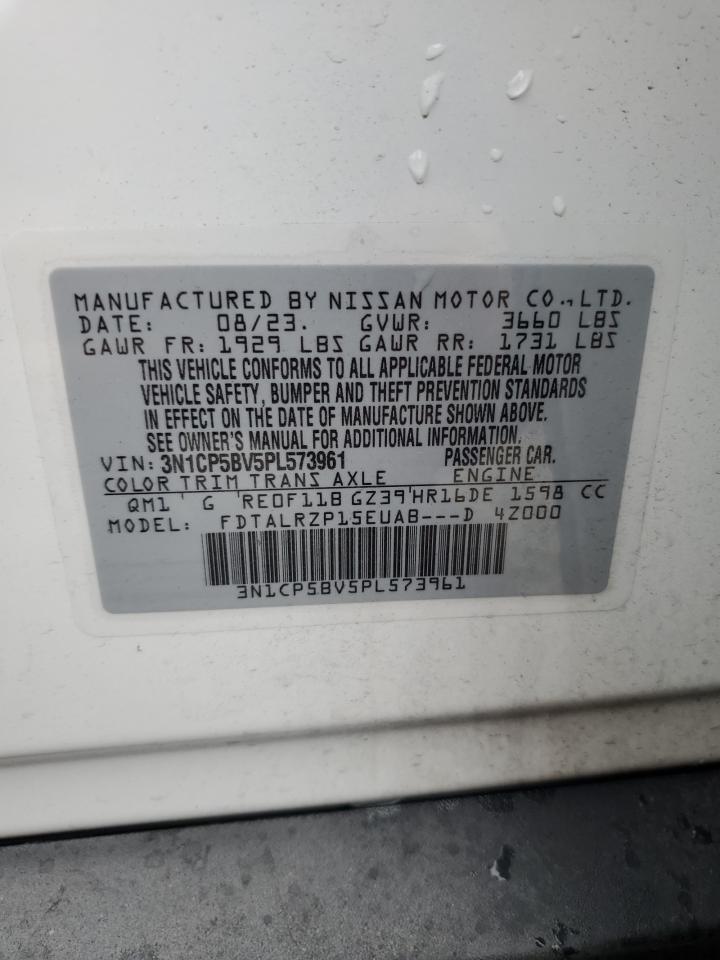 MANUFACTURED BY NISSAN MOTOR CO., LTD.
DATE: 08/23. GVWR: 3660 LBS
GAWR FR: 1929 LBS GAWR RR: 1731 LBS
THIS VEHICLE CONFORMS TO ALL APPLICABLE FEDERAL MOTOR
VEHICLE SAFETY, BUMPER AND THEFT PREVENTION STANDARDS
IN EFFECT ON THE DATE OF MANUFACTURE SHOWN ABOVE.
SEE OWNER'S MANUAL FOR ADDITIONAL INFORMATION.
VIN: 3N1CP5BV5PL573961 PASSENGER CAR.
COLOR TRIM TRANS AXLE ENGINE
QM1 G RE0F11B GZ39 HR16DE 1598 CC
MODEL: FDTALRZP15EUAB---D 4Z000
3N1CP5BV5PL573961